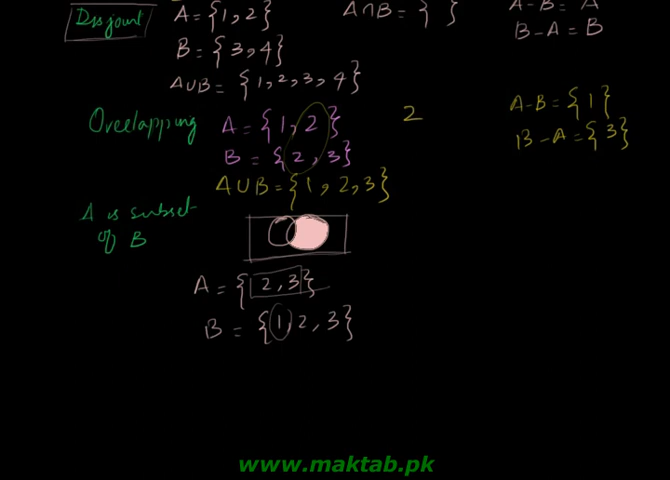 Disjoint
A = {1, 2}
B = {3, 4}
A∪B = {1, 2, 3, 4}
A∩B = { }
A-B = A
B-A = B
Overlapping
A = {1, 2}
B = {2, 3}
A∪B = {1, 2, 3}
2
A-B = {1}
B-A = {3}
A is subset
of B
A = {2, 3}
B = {1, 2, 3}
www.maktab.pk